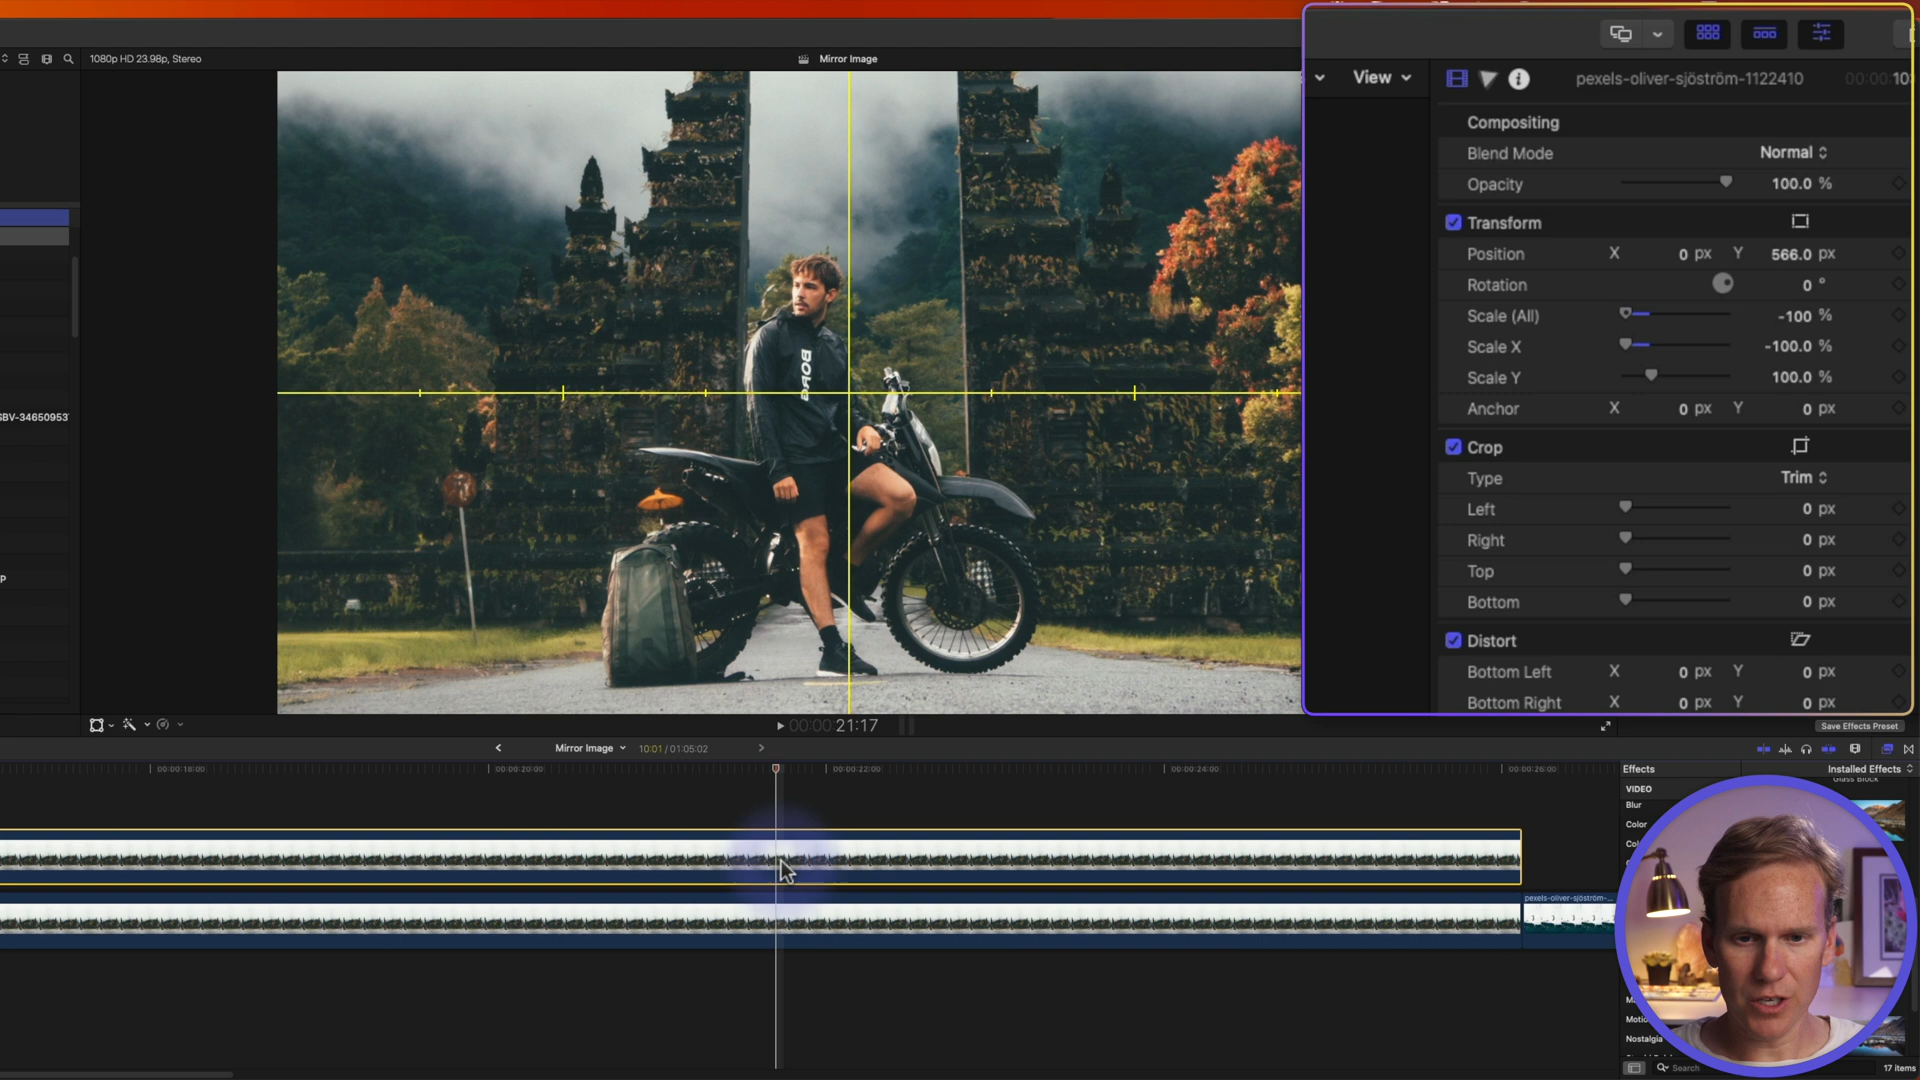 1080p HD 23.98p, Stereo
Mirror Image
View
pexels-oliver-sjöström-1122410
00:00:10
Compositing
Blend Mode Normal
Opacity 100.0 %
Transform
Position X 0 px Y 566.0 px
Rotation 0 °
Scale (All) -100 %
Scale X -100.0 %
Scale Y 100.0 %
Anchor X 0 px Y 0 px
Crop
Type Trim
Left 0 px
Right 0 px
Top 0 px
Bottom 0 px
Distort
Bottom Left X 0 px Y 0 px
Bottom Right X 0 px Y 0 px
SBV-34650953
P
00:00:21:17
Save Effects Preset
Mirror Image 10:01 / 01:05:02
00:00:18:00
00:00:20:00
00:00:22:00
00:00:24:00
00:00:26:00
Effects
Installed Effects
VIDEO
Glass Block
Blur
Color
pexels-oliver-sjöström-...
Nostalgia
Search
17 items